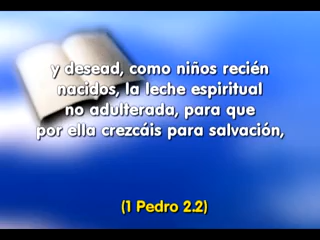 y desead, como niños recién
nacidos, la leche espiritual
no adulterada, para que
por ella crezcáis para salvación,
(1 Pedro 2.2)